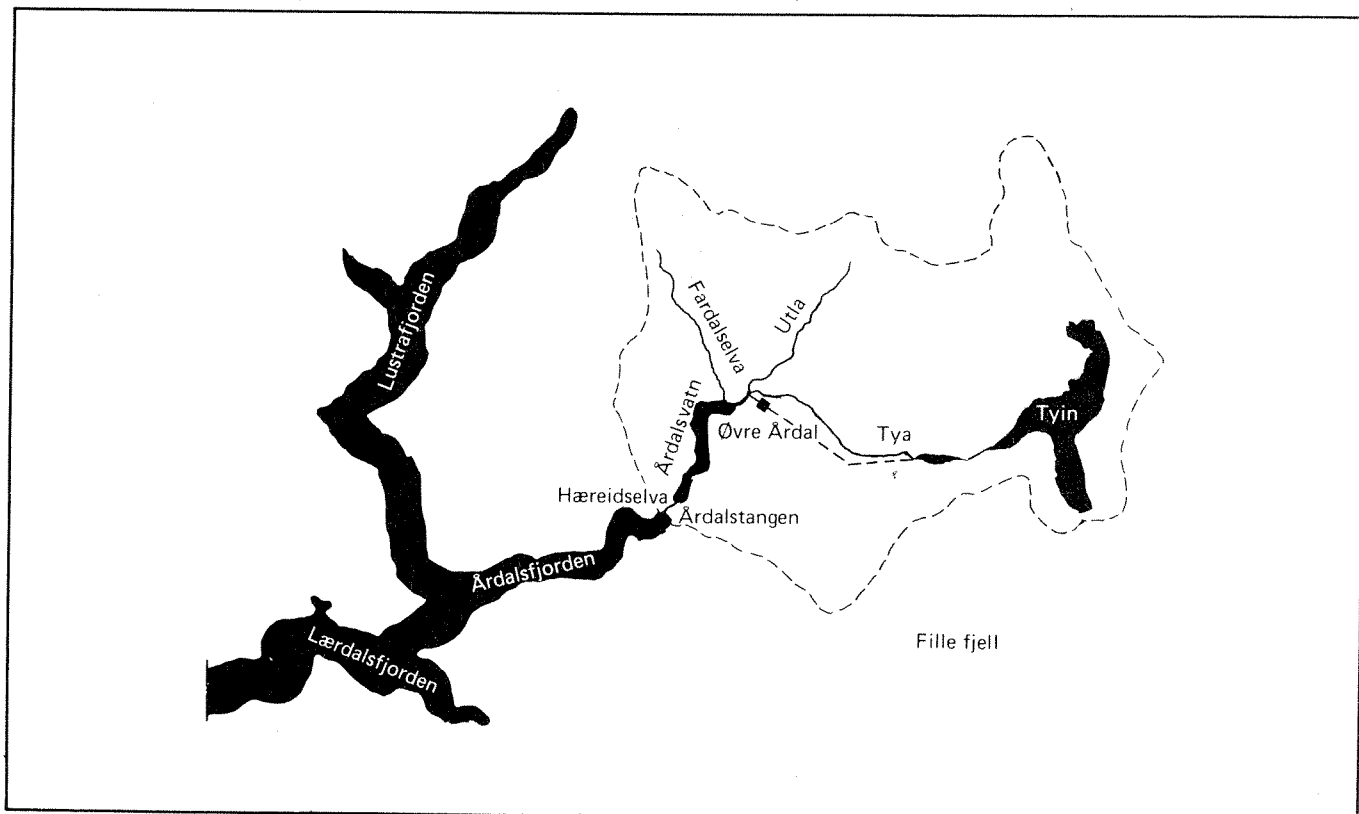 Lustrafjorden
Fardalselva
Utla
Årdalsvatn
Øvre Årdal
Tya
Tyin
Hæreidselva
Årdalstangen
Årdalsfjorden
Lærdalsfjorden
Fille fjell